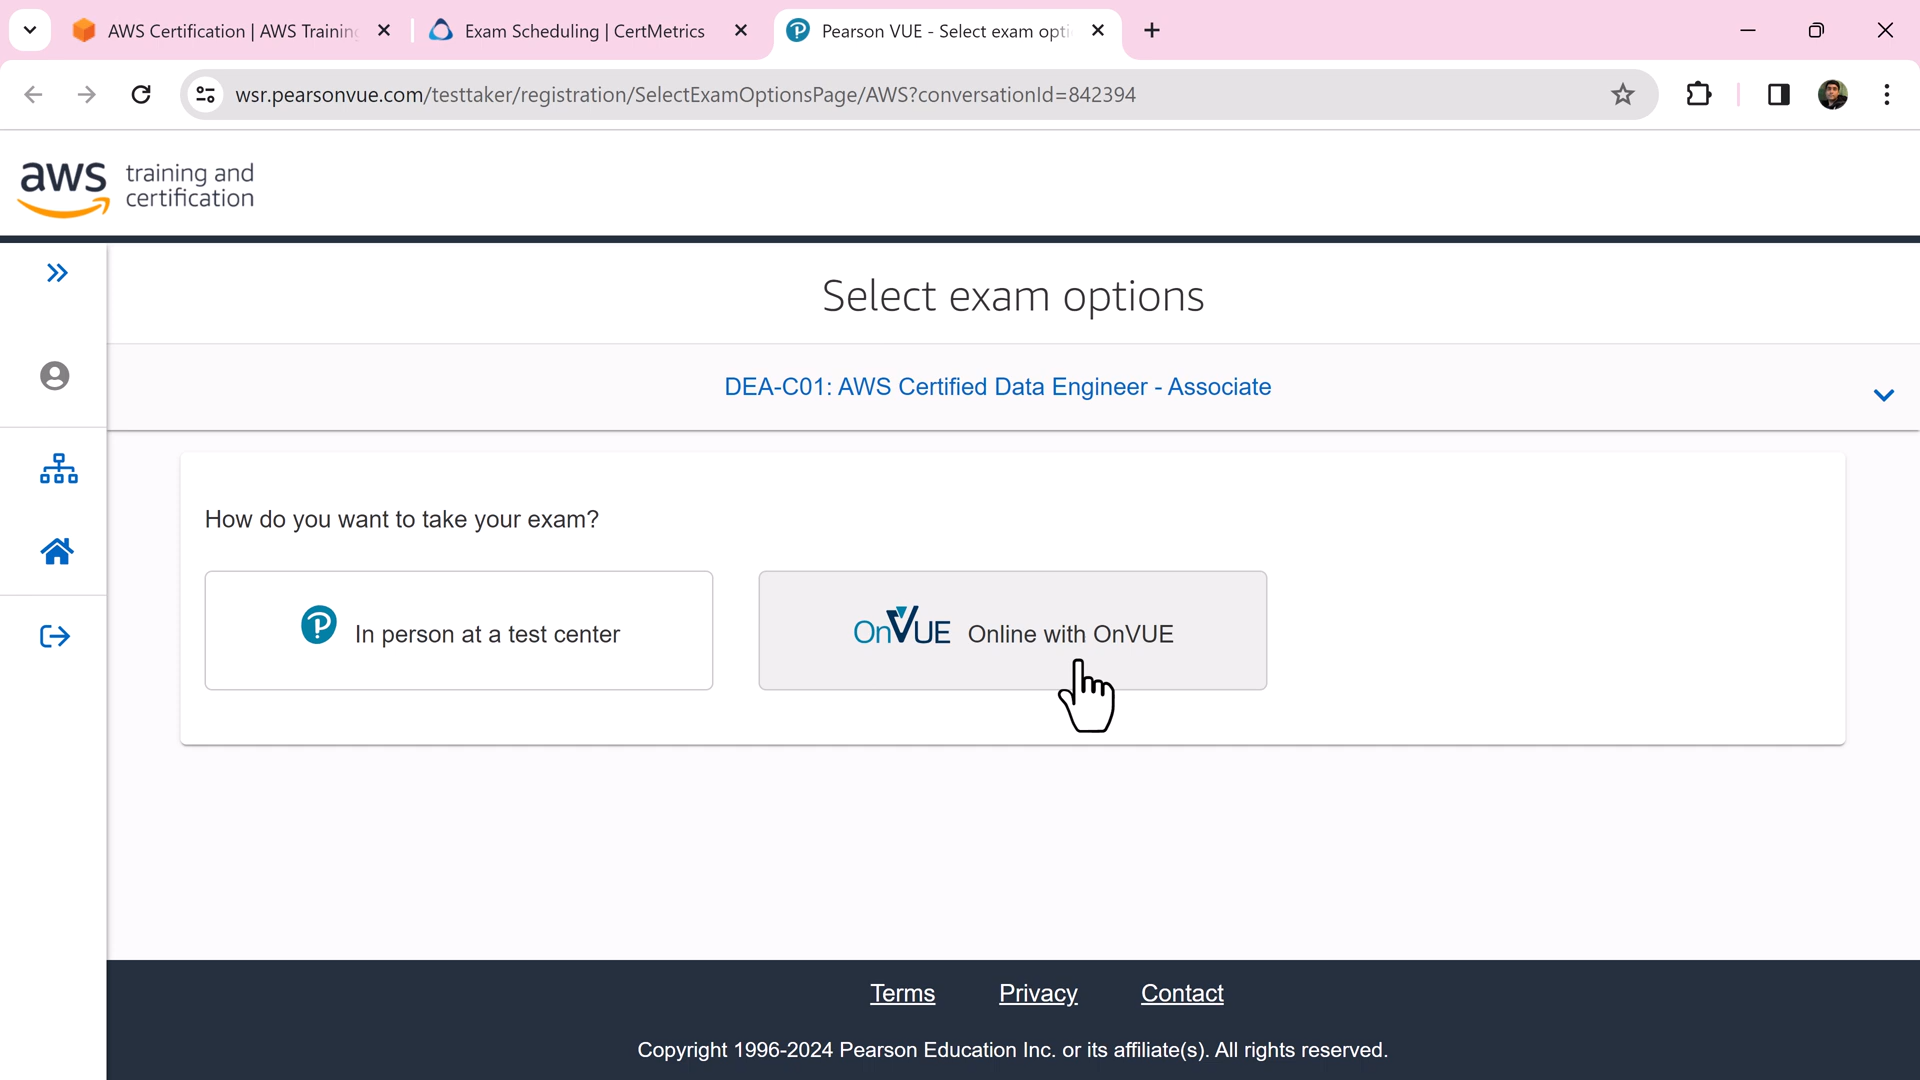 AWS Certification | AWS Training
Exam Scheduling | CertMetrics
Pearson VUE - Select exam opti
wsr.pearsonvue.com/testtaker/registration/SelectExamOptionsPage/AWS?conversationId=842394
aws training and
certification
Select exam options
DEA-C01: AWS Certified Data Engineer - Associate
How do you want to take your exam?
In person at a test center
OnVUE Online with OnVUE
Terms Privacy Contact
Copyright 1996-2024 Pearson Education Inc. or its affiliate(s). All rights reserved.